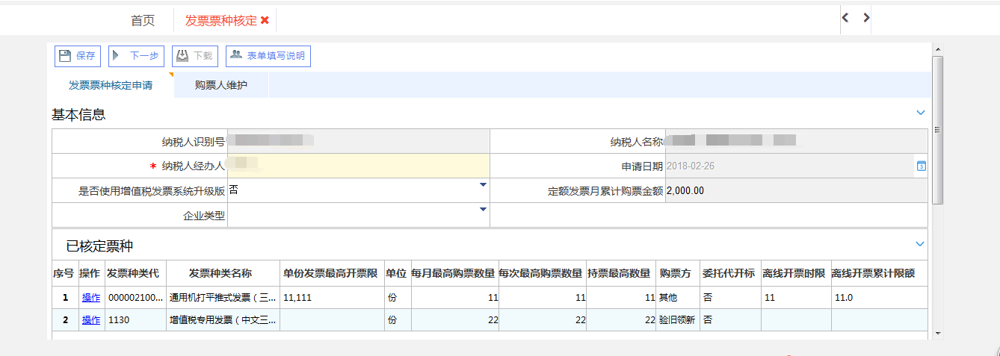 首页 发票票种核定
保存 下一步 下载 表单填写说明
发票票种核定申请 购票人维护
基本信息
纳税人识别号 纳税人名称
* 纳税人经办人 申请日期 2018-02-26
是否使用增值税发票系统升级版 否 定额发票月累计购票金额 2,000.00
企业类型
已核定票种
序号 操作 发票种类代 发票种类名称 单份发票最高开票限 单位 每月最高购票数量 每次最高购票数量 持票最高数量 购票方 委托代开标 离线开票时限 离线开票累计限额
1 操作 000002100... 通用机打平推式发票（三... 11,111 份 11 11 11 其他 否 11 11.0
2 操作 1130 增值税专用发票（中文三... 份 22 22 22 验旧领新 否